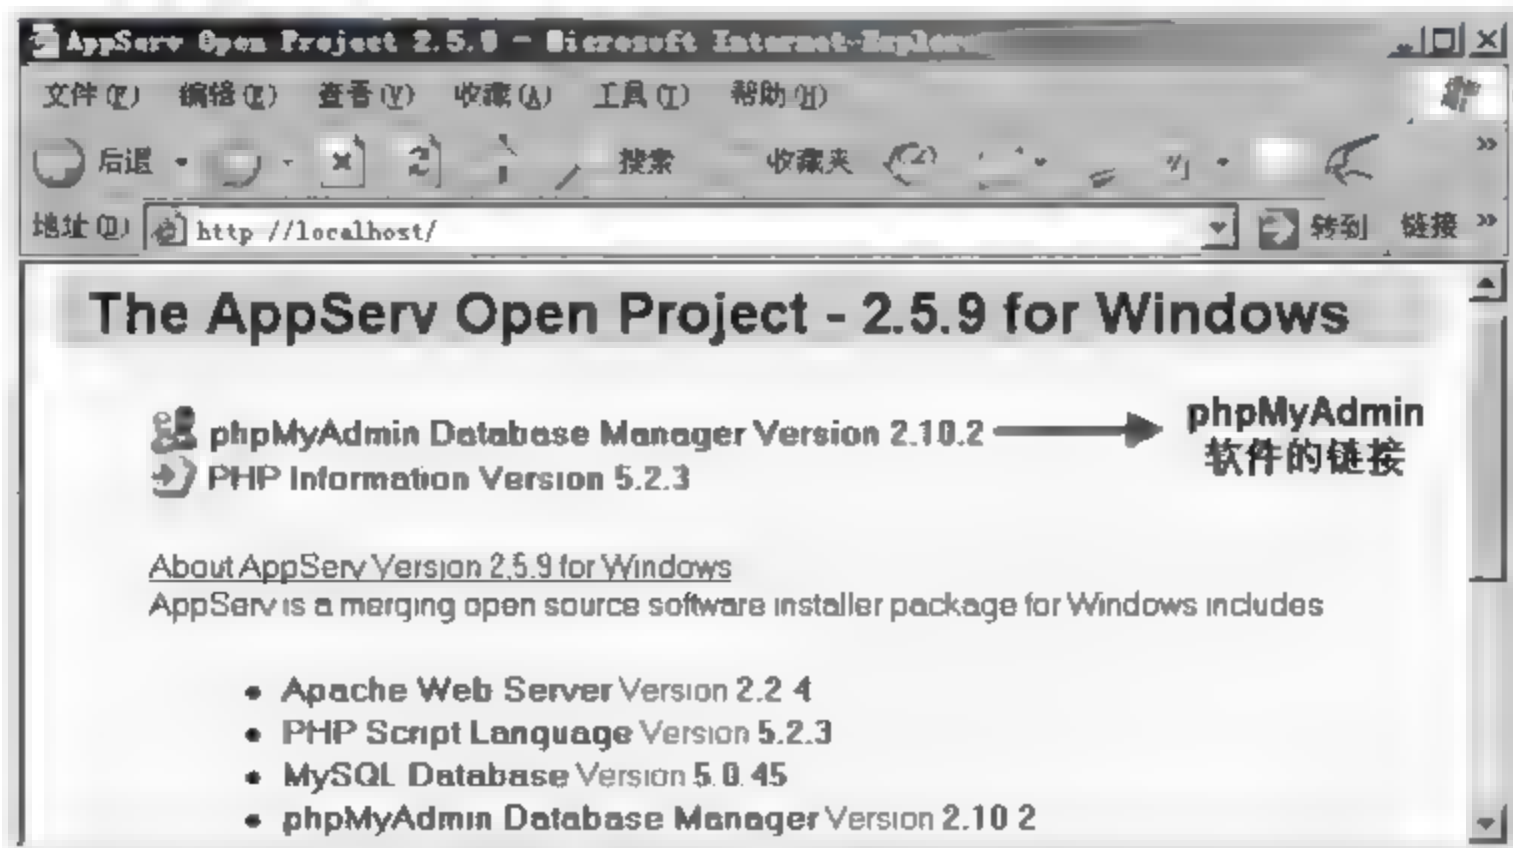 AppServ Open Project 2.5.9 - Microsoft Internet Explorer
文件(F) 编辑(E) 查看(V) 收藏(A) 工具(T) 帮助(H)
后退 搜索 收藏夹 »
地址(D) http //localhost/ 转到 链接 »
The AppServ Open Project - 2.5.9 for Windows
phpMyAdmin Database Manager Version 2.10.2
phpMyAdmin
软件的链接
PHP Information Version 5.2.3
About AppServ Version 2.5.9 for Windows
AppServ is a merging open source software installer package for Windows includes
• Apache Web Server Version 2.2 4
• PHP Script Language Version 5.2.3
• MySQL Database Version 5.0.45
• phpMyAdmin Database Manager Version 2.10 2